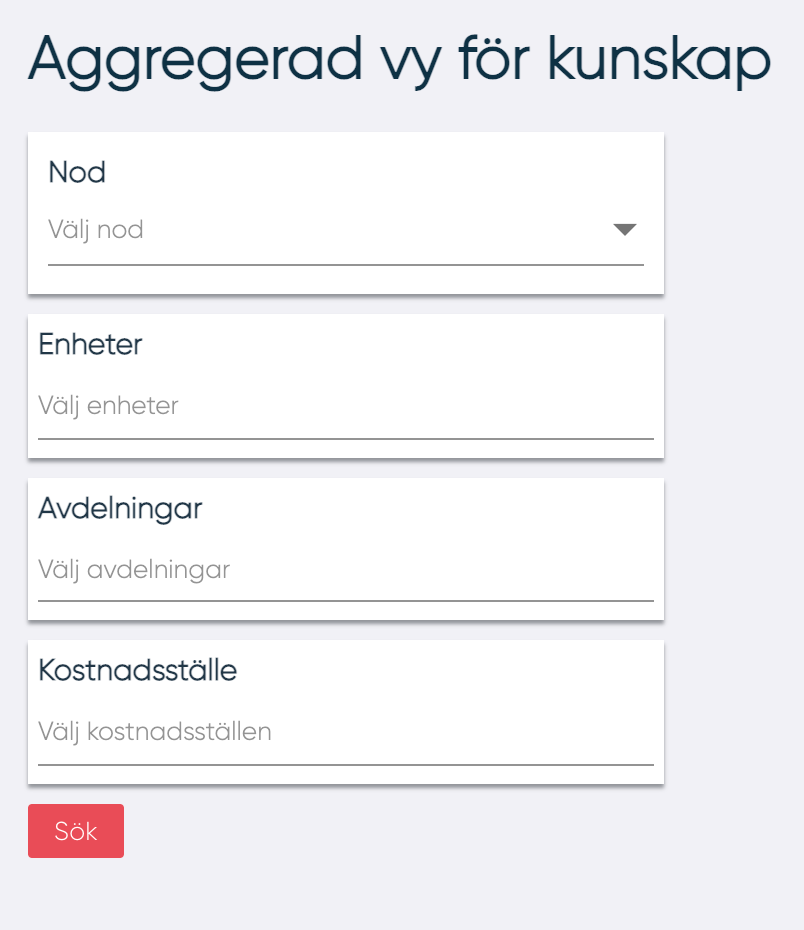 Aggregerad vy för kunskap
Nod
Välj nod
Enheter
Välj enheter
Avdelningar
Välj avdelningar
Kostnadsställe
Välj kostnadsställen
Sök